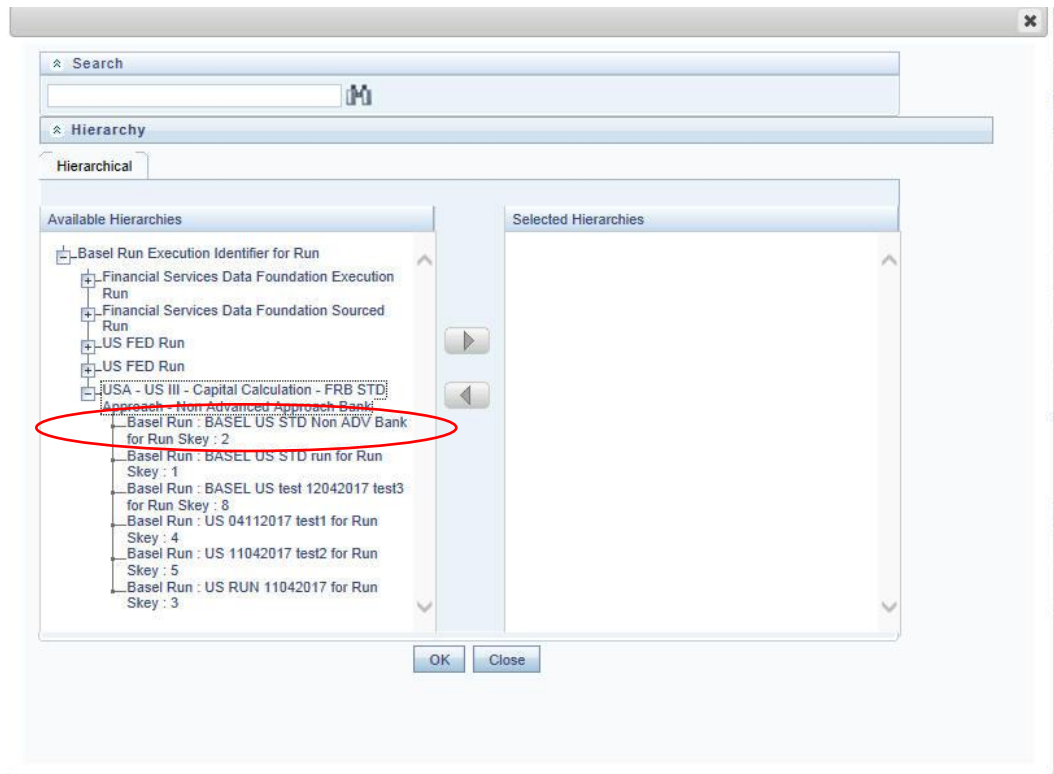 Search
Hierarchy
Hierarchical
Available Hierarchies
Selected Hierarchies
Basel Run Execution Identifier for Run
Financial Services Data Foundation Execution
Run
Financial Services Data Foundation Sourced
Run
US FED Run
US FED Run
USA - US III - Capital Calculation - FRB STD
Approach - Non Advanced Approach Bank
Basel Run : BASEL US STD Non ADV Bank
for Run Skey : 2
Basel Run : BASEL US STD run for Run
Skey : 1
Basel Run : BASEL US test 12042017 test3
for Run Skey : 8
Basel Run : US 04112017 test1 for Run
Skey : 4
Basel Run : US 11042017 test2 for Run
Skey : 5
Basel Run : US RUN 11042017 for Run
Skey : 3
OK
Close